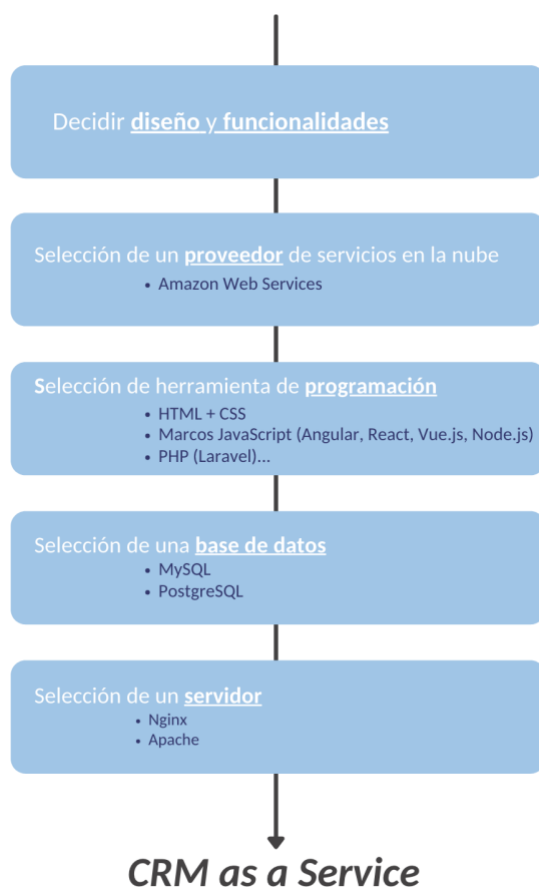 Decidir diseño y funcionalidades
Selección de un proveedor de servicios en la nube
• Amazon Web Services
Selección de herramienta de programación
• HTML + CSS
• Marcos JavaScript (Angular, React, Vue.js, Node.js)
• PHP (Laravel)...
Selección de una base de datos
• MySQL
• PostgreSQL
Selección de un servidor
• Nginx
• Apache
CRM as a Service